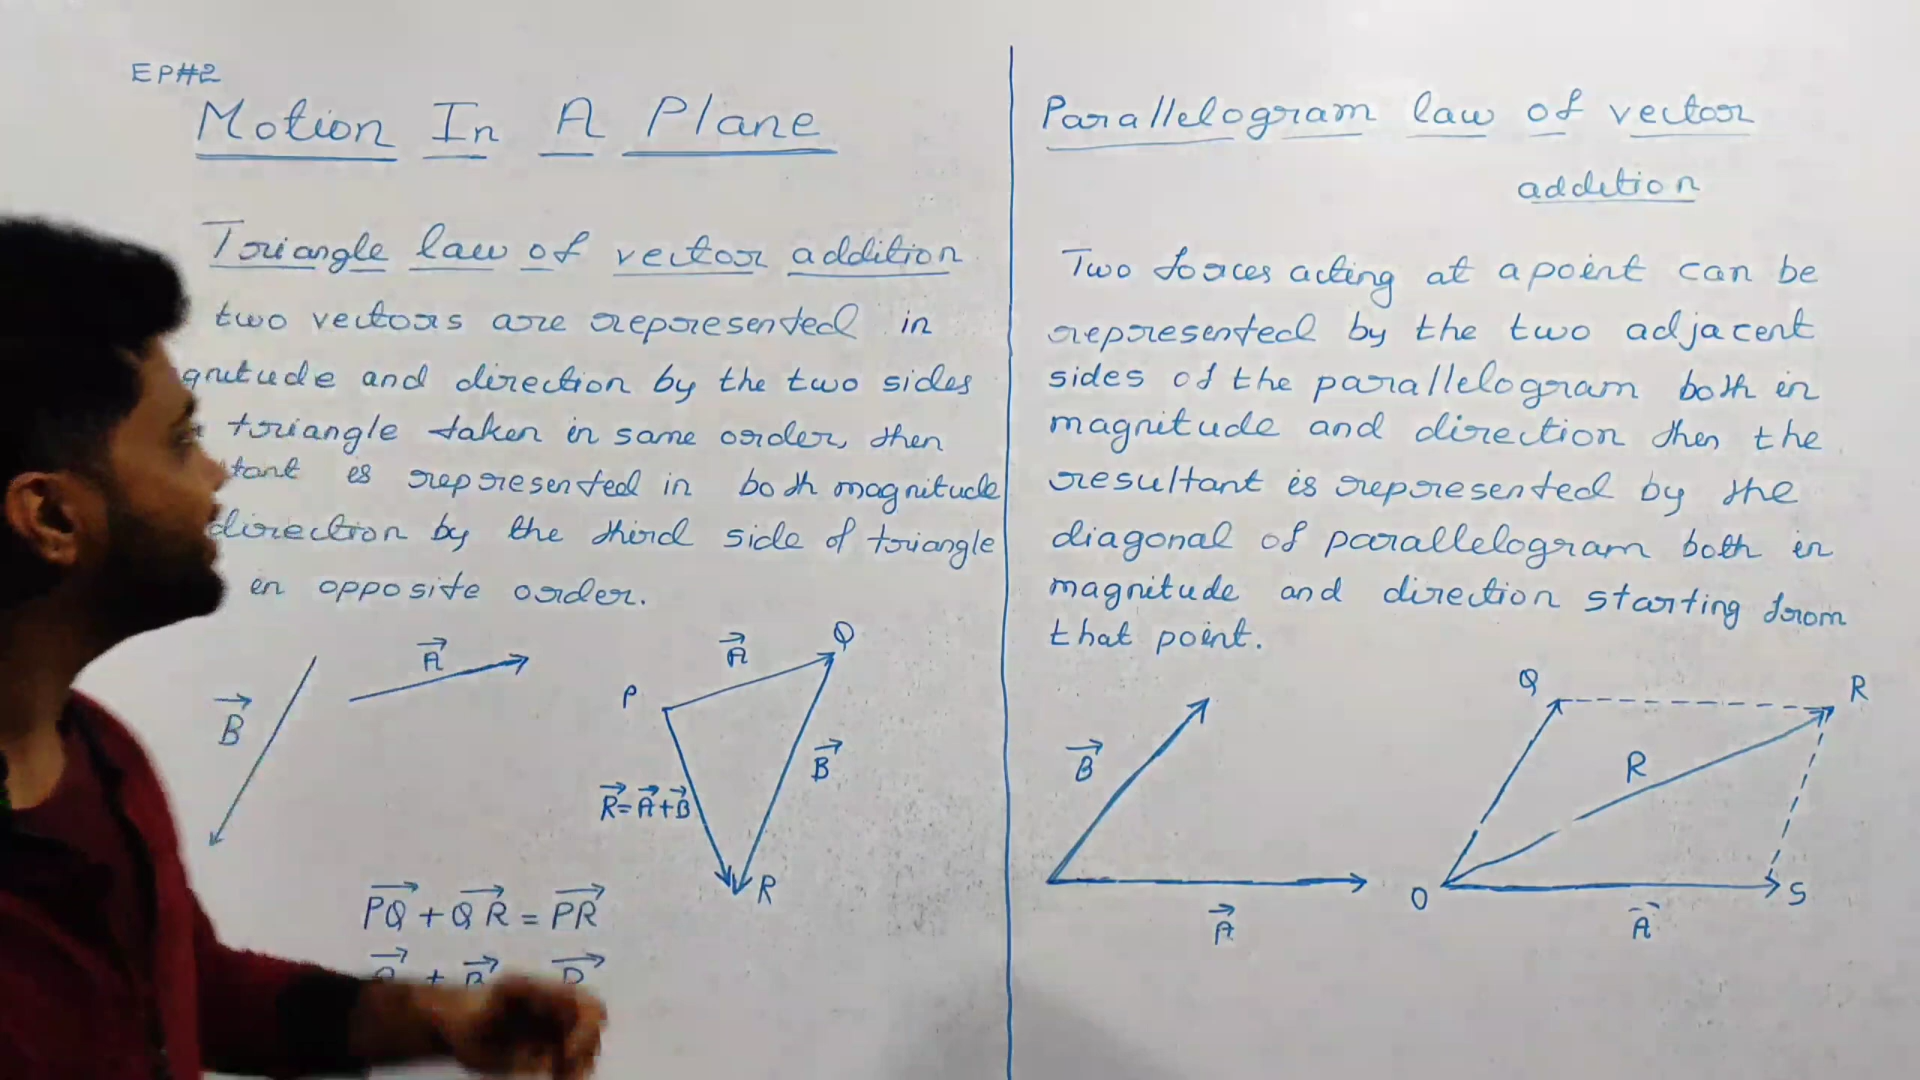 EP#2
Motion In A Plane
Triangle law of vector addition
two vectors are represented in
gnitude and direction by the two sides
triangle taken in same order, then
tant is represented in both magnitude
direction by the third side of triangle
in opposite order.
B⃗
A⃗
P
A⃗
Q
B⃗
R⃗=A⃗+B⃗
R
PQ⃗ + QR⃗ = PR⃗
+
Parallelogram law of vector
addition
Two forces acting at a point can be
represented by the two adjacent
sides of the parallelogram both in
magnitude and direction then the
resultant is represented by the
diagonal of parallelogram both in
magnitude and direction starting from
that point.
B⃗
A⃗
Q
R
R
O
S
A⃗